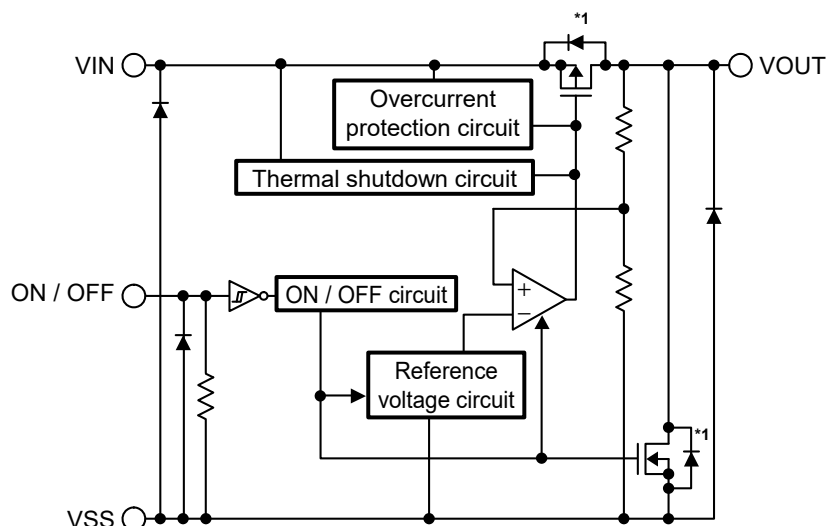 *1
VIN
VOUT
Overcurrent
protection circuit
Thermal shutdown circuit
ON / OFF
ON / OFF circuit
+
−
Reference
voltage circuit
*1
VSS